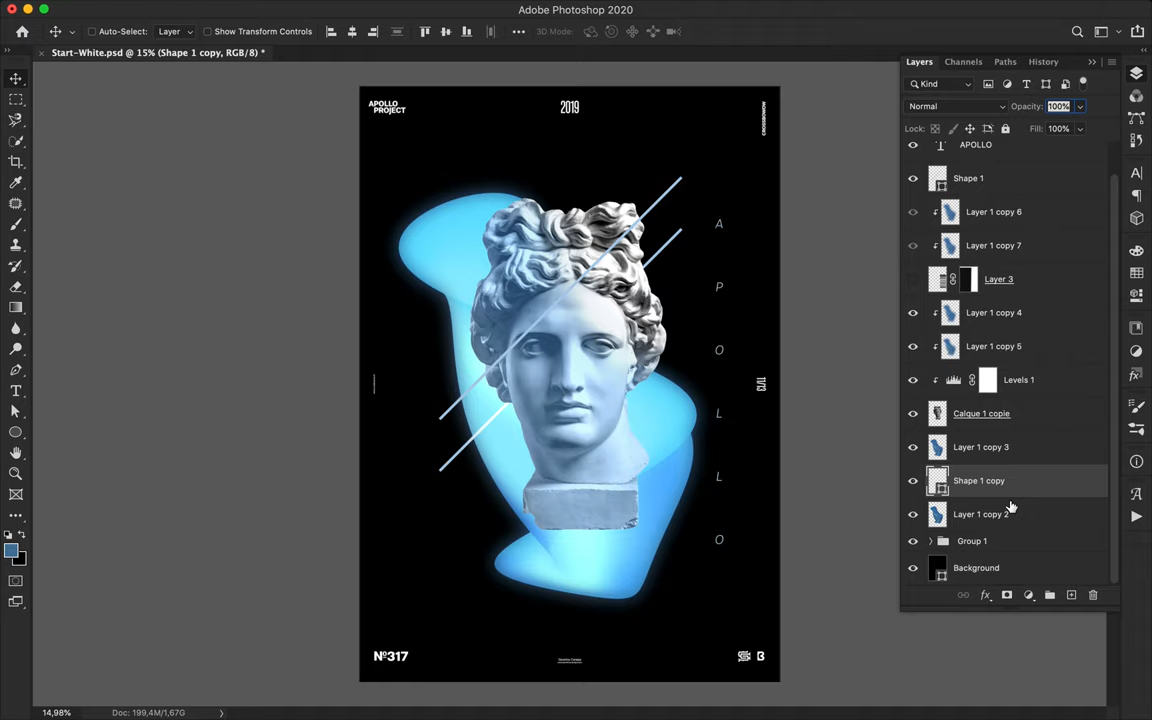 Adobe Photoshop 2020
Auto-Select:
Layer
Show Transform Controls
3D Mode:
Start-White.psd @ 15% (Shape 1 copy, RGB/8) *
Layers
Channels
Paths
History
Kind
Normal
Opacity:
100%
Lock:
Fill:
100%
APOLLO
Shape 1
Layer 1 copy 6
Layer 1 copy 7
Layer 3
Layer 1 copy 4
Layer 1 copy 5
Levels 1
Calque 1 copie
Layer 1 copy 3
Shape 1 copy
Layer 1 copy 2
Group 1
Background
fx
APOLLO
PROJECT
2019
CROSSBOWNOW
A
P
O
L
L
O
11/13
Nº317
B
14,98%
Doc: 199,4M/1,67G